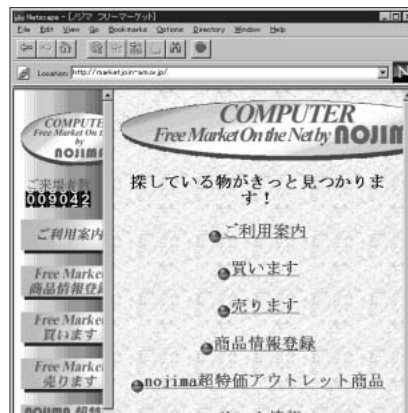 Netscape - [ノジマ フリーマーケット]
File Edit View Go Bookmarks Options Directory Window Help
Location: http://market.join-am.or.jp/
COMPUTE
Free Market On t
by
NOJIMA
ご来場者数
009042
ご利用案内
Free Marke
商品情報登録
Free Marke
買います
Free Marke
売ります
COMPUTER
Free Market On the Net by NOJIMA
探している物がきっと見つかりま
す!
ご利用案内
買います
売ります
商品情報登録
nojima超特価アウトレット商品